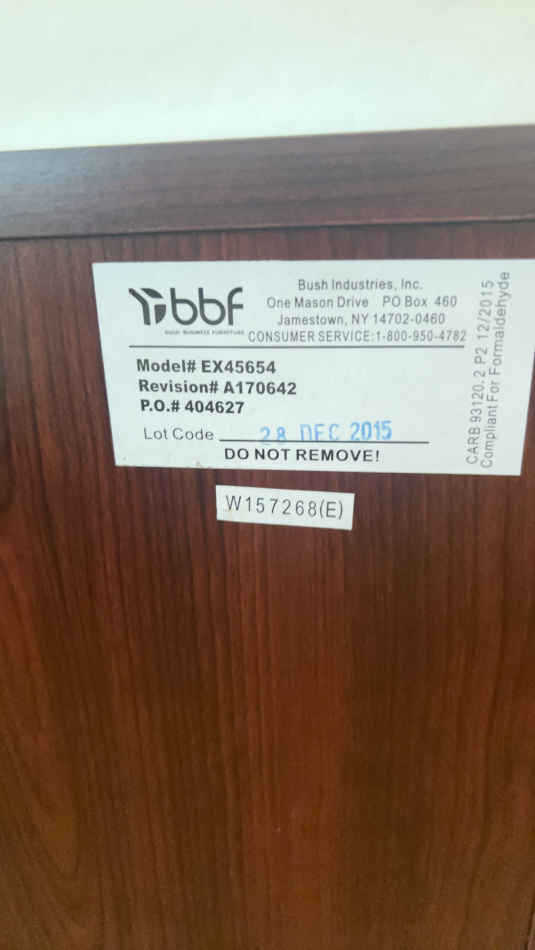 bbf
BUSH BUSINESS FURNITURE
Bush Industries, Inc.
One Mason Drive PO Box 460
Jamestown, NY 14702-0460
CONSUMER SERVICE:1-800-950-4782
Model# EX45654
Revision# A170642
P.O.# 404627
Lot Code 28 DEC 2015
DO NOT REMOVE!
CARB 93120.2 P2 12/2015
Compliant For Formaldehyde
W157268(E)